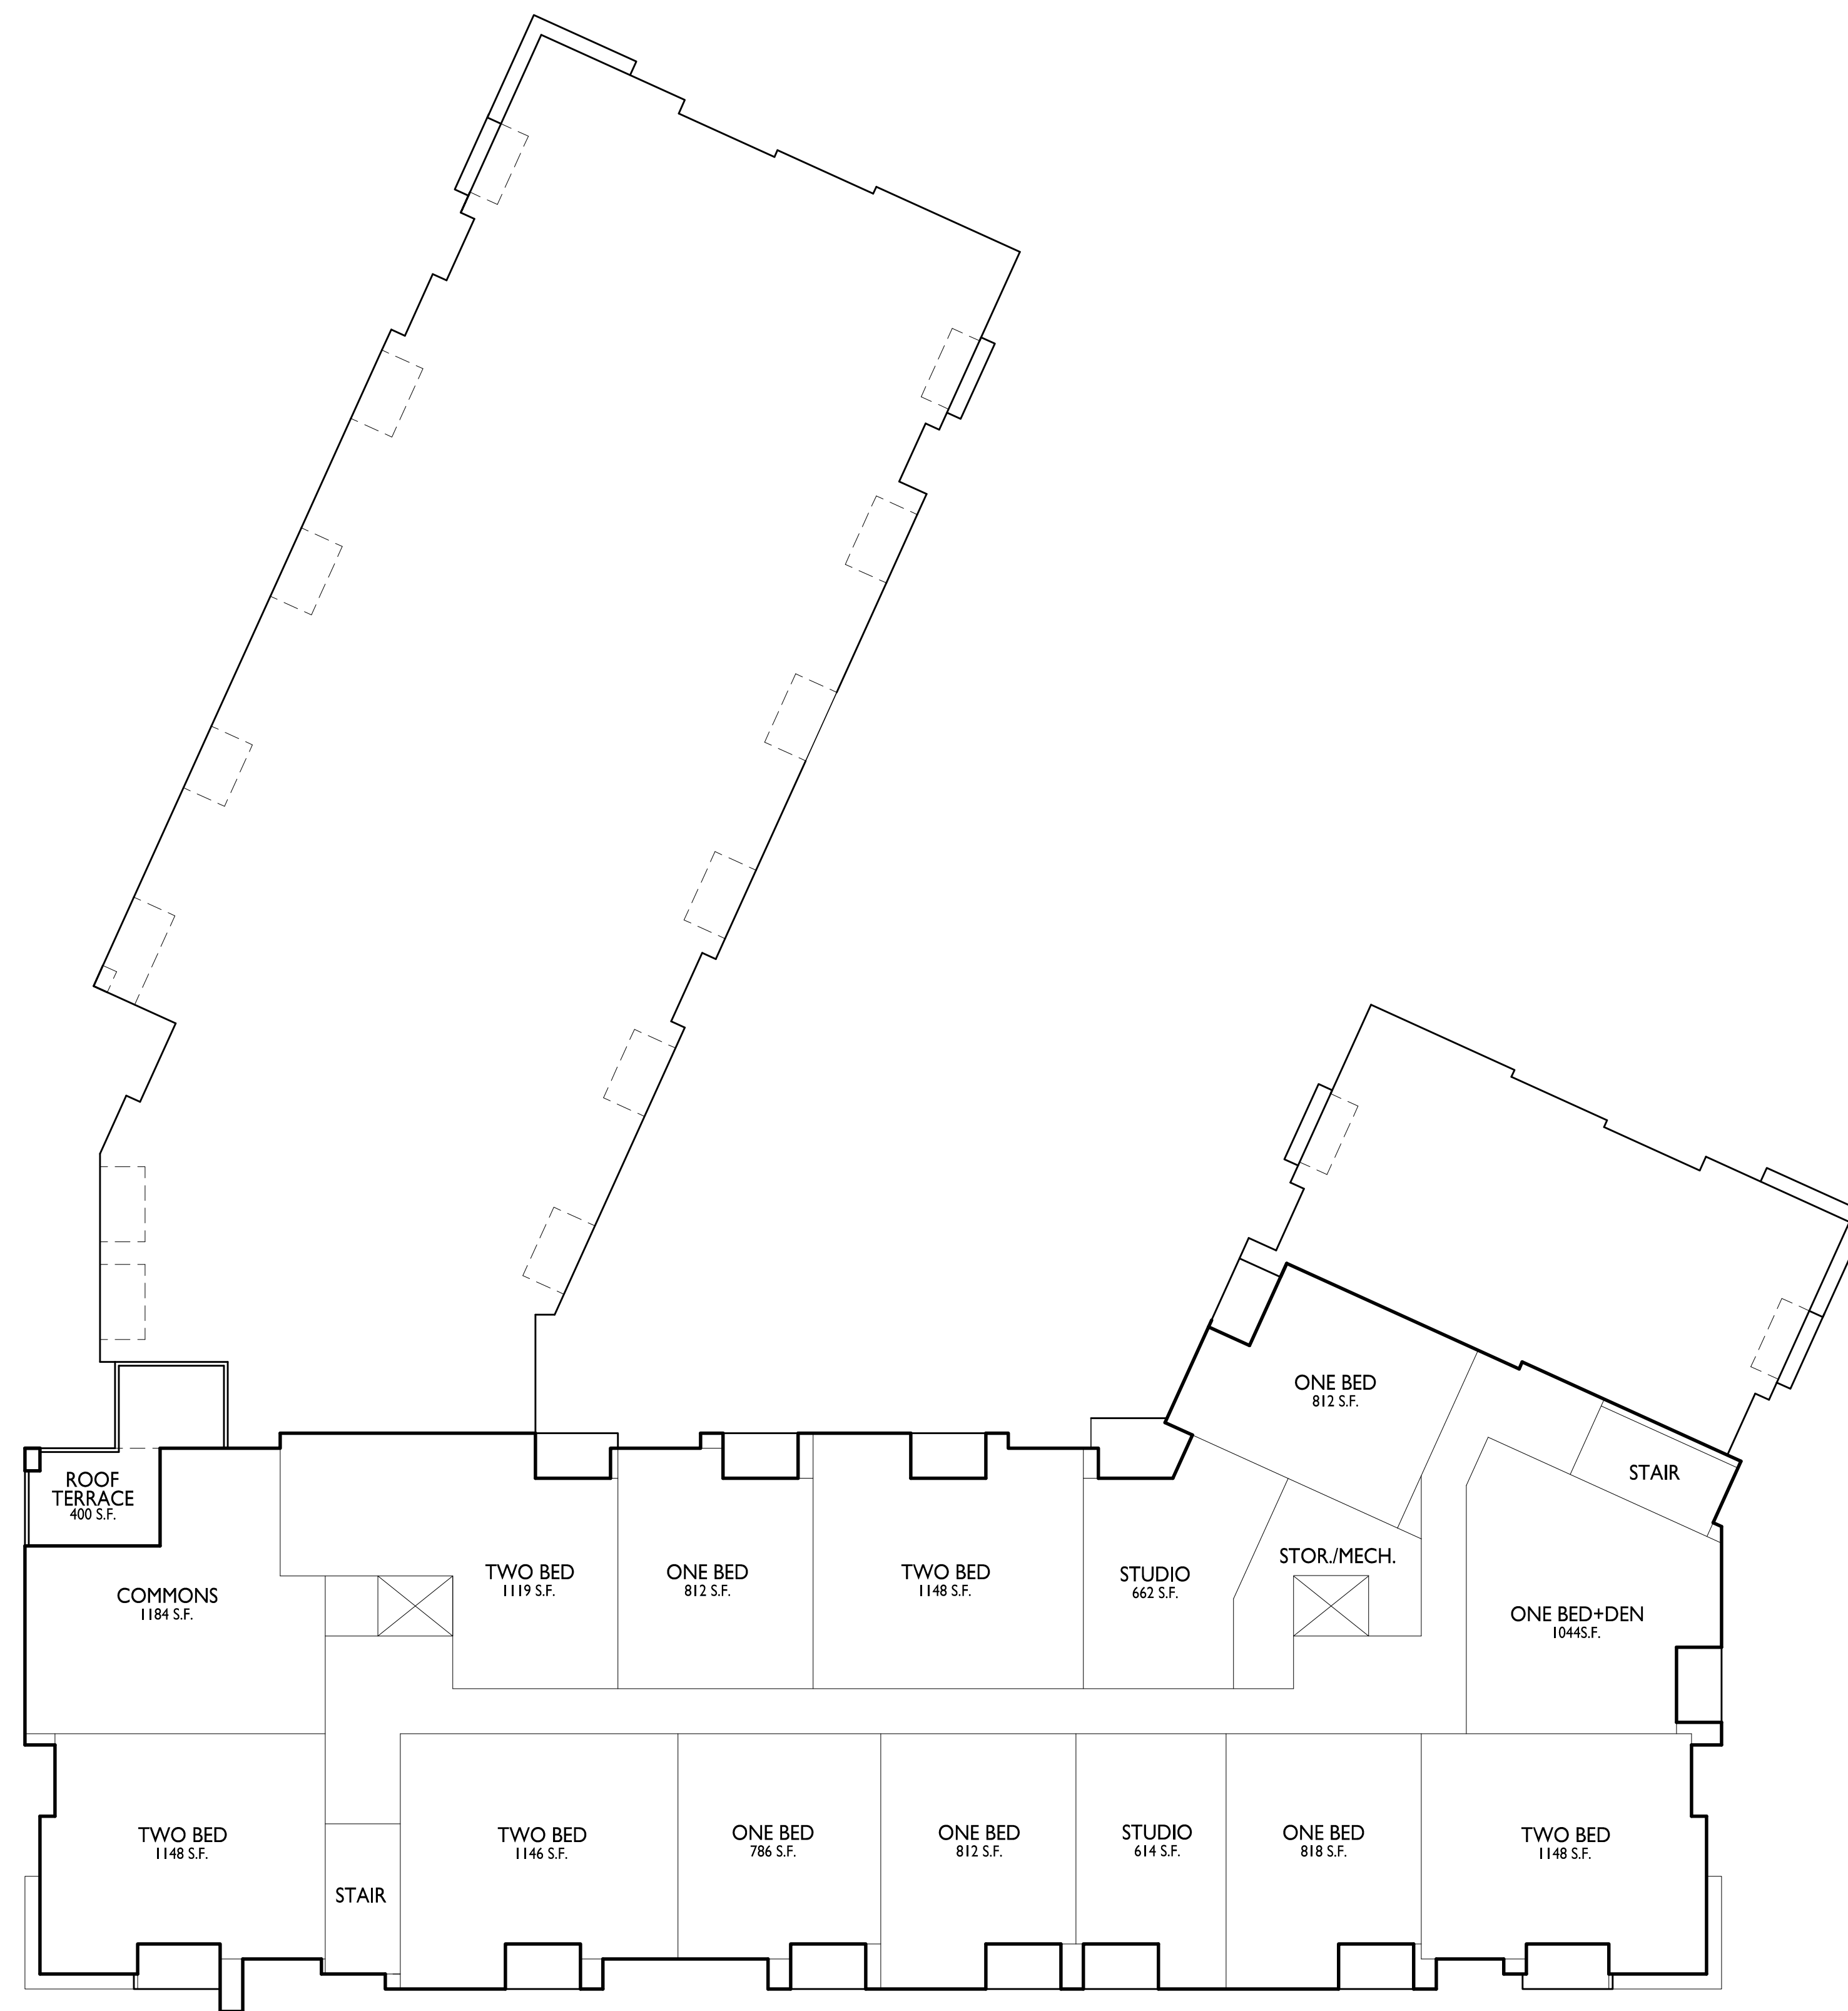 ONE BED
812 S.F.
STAIR
ROOF
TERRACE
400 S.F.
COMMONS
1184 S.F.
TWO BED
1119 S.F.
ONE BED
812 S.F.
TWO BED
1148 S.F.
STUDIO
662 S.F.
STOR./MECH.
ONE BED+DEN
1044S.F.
TWO BED
1148 S.F.
STAIR
TWO BED
1146 S.F.
ONE BED
786 S.F.
ONE BED
812 S.F.
STUDIO
614 S.F.
ONE BED
818 S.F.
TWO BED
1148 S.F.